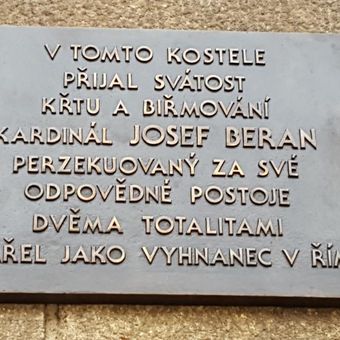 V TOMTO KOSTELE
PŘIJAL SVÁTOST
KŘTU A BIŘMOVÁNÍ
KARDINÁL JOSEF BERAN
PERZEKUOVANÝ ZA SVÉ
ODPOVĚDNÉ POSTOJE
DVĚMA TOTALITAMI
JAKO VYHNANEC V